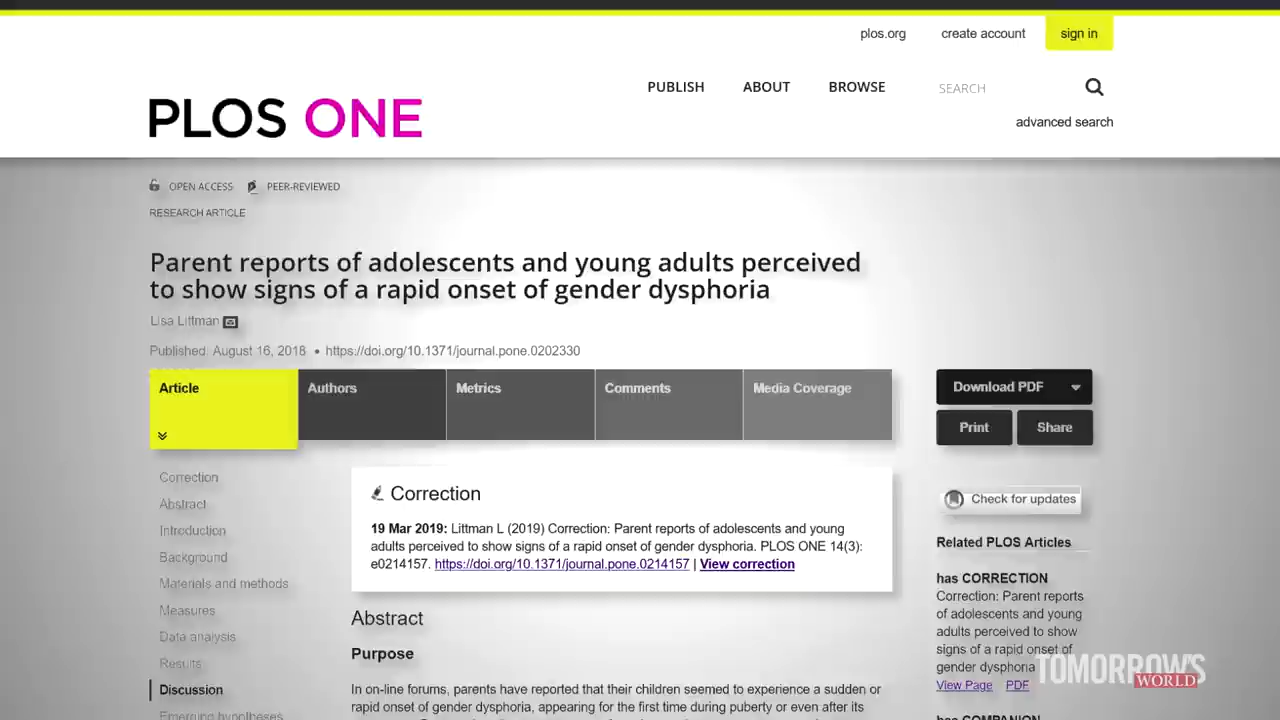 plos.org create account sign in
PUBLISH ABOUT BROWSE SEARCH
PLOS ONE
advanced search
OPEN ACCESS PEER-REVIEWED
RESEARCH ARTICLE
Parent reports of adolescents and young adults perceived
to show signs of a rapid onset of gender dysphoria
Lisa Littman
Published: August 16, 2018 • https://doi.org/10.1371/journal.pone.0202330
Article Authors Metrics Comments Media Coverage
Download PDF
Print Share
Correction
Abstract
Introduction
Background
Materials and methods
Measures
Data analysis
Results
Discussion
Emerging hypotheses
Correction
19 Mar 2019: Littman L (2019) Correction: Parent reports of adolescents and young
adults perceived to show signs of a rapid onset of gender dysphoria. PLOS ONE 14(3):
e0214157. https://doi.org/10.1371/journal.pone.0214157 | View correction
Abstract
Purpose
In on-line forums, parents have reported that their children seemed to experience a sudden or
rapid onset of gender dysphoria, appearing for the first time during puberty or even after its
Check for updates
Related PLOS Articles
has CORRECTION
Correction: Parent reports
of adolescents and young
adults perceived to show
signs of a rapid onset of
gender dysphoria
View Page PDF
has COMPANION
TOMORROW'S
WORLD